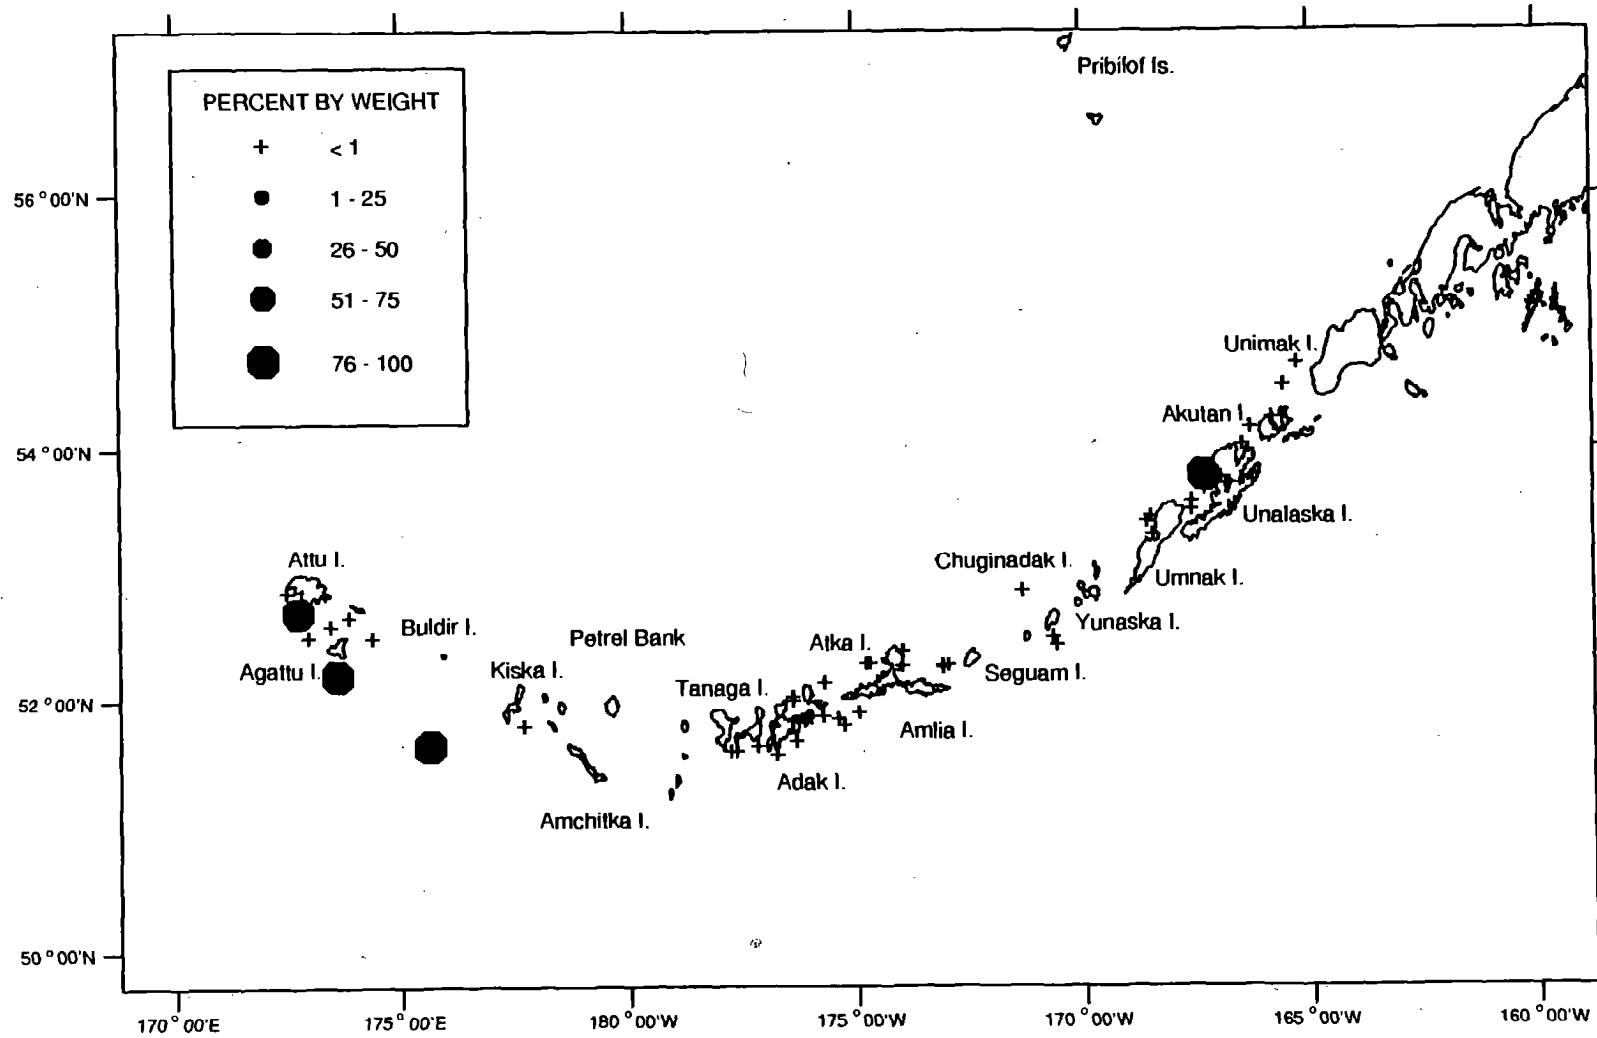 Pribilof Is.
PERCENT BY WEIGHT
+ < 1
1 - 25
26 - 50
51 - 75
76 - 100
56°00'N
54°00'N
52°00'N
50°00'N
Unimak I.
Akutan I.
Unalaska I.
Umnak I.
Chuginadak I.
Yunaska I.
Seguam I.
Atka I.
Amlia I.
Tanaga I.
Adak I.
Petrel Bank
Kiska I.
Amchitka I.
Buldir I.
Attu I.
Agattu I.
170°00'E
175°00'E
180°00'W
175°00'W
170°00'W
165°00'W
160°00'W